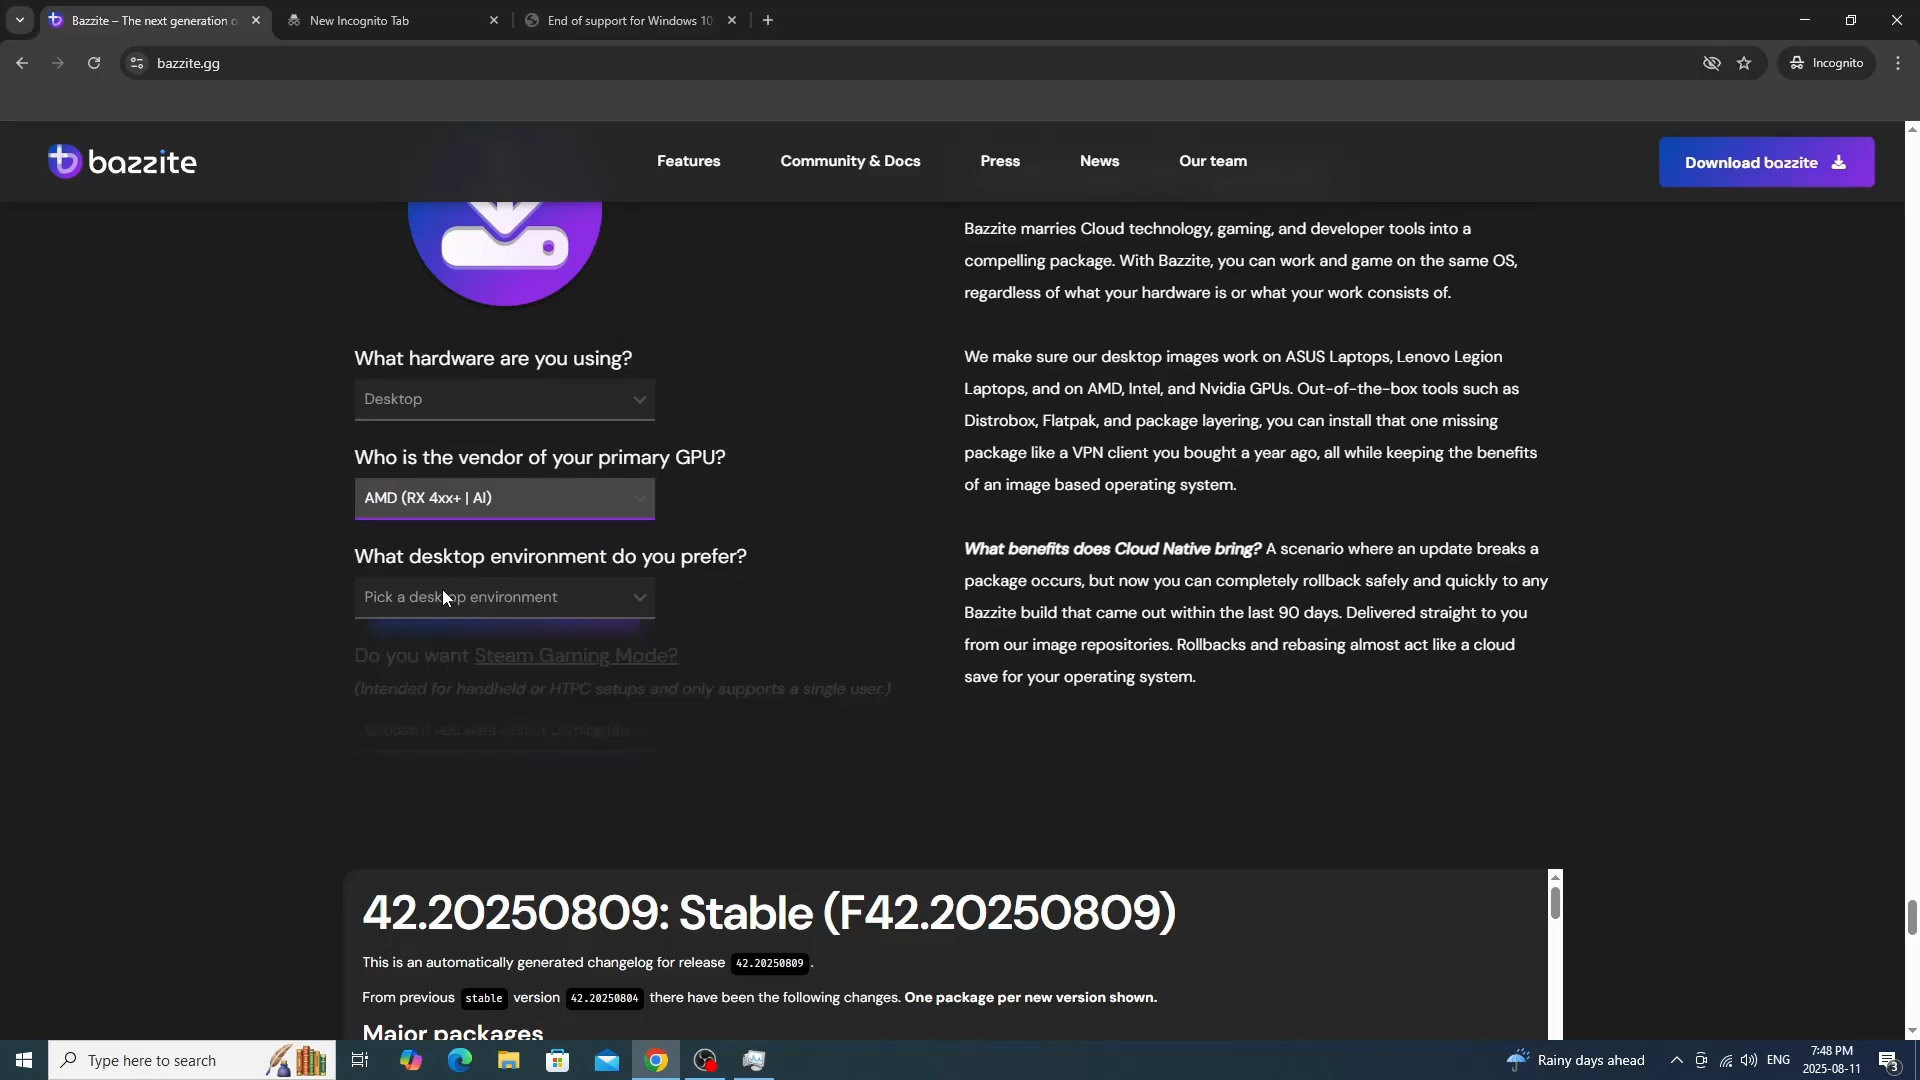 Bazzite – The next generation o
New Incognito Tab
End of support for Windows 10
bazzite.gg
Incognito
bazzite
Features
Community & Docs
Press
News
Our team
Download bazzite
What hardware are you using?
Desktop
Who is the vendor of your primary GPU?
AMD (RX 4xx+ | AI)
What desktop environment do you prefer?
Pick a desktop environment
Do you want Steam Gaming Mode?
(Intended for handheld or HTPC setups and only supports a single user.)
Bazzite marries Cloud technology, gaming, and developer tools into a
compelling package. With Bazzite, you can work and game on the same OS,
regardless of what your hardware is or what your work consists of.
We make sure our desktop images work on ASUS Laptops, Lenovo Legion
Laptops, and on AMD, Intel, and Nvidia GPUs. Out-of-the-box tools such as
Distrobox, Flatpak, and package layering, you can install that one missing
package like a VPN client you bought a year ago, all while keeping the benefits
of an image based operating system.
What benefits does Cloud Native bring? A scenario where an update breaks a
package occurs, but now you can completely rollback safely and quickly to any
Bazzite build that came out within the last 90 days. Delivered straight to you
from our image repositories. Rollbacks and rebasing almost act like a cloud
save for your operating system.
42.20250809: Stable (F42.20250809)
This is an automatically generated changelog for release 42.20250809 .
From previous stable version 42.20250804 there have been the following changes. One package per new version shown.
Major packages
Type here to search
Rainy days ahead
ENG
7:48 PM
2025-08-11
3